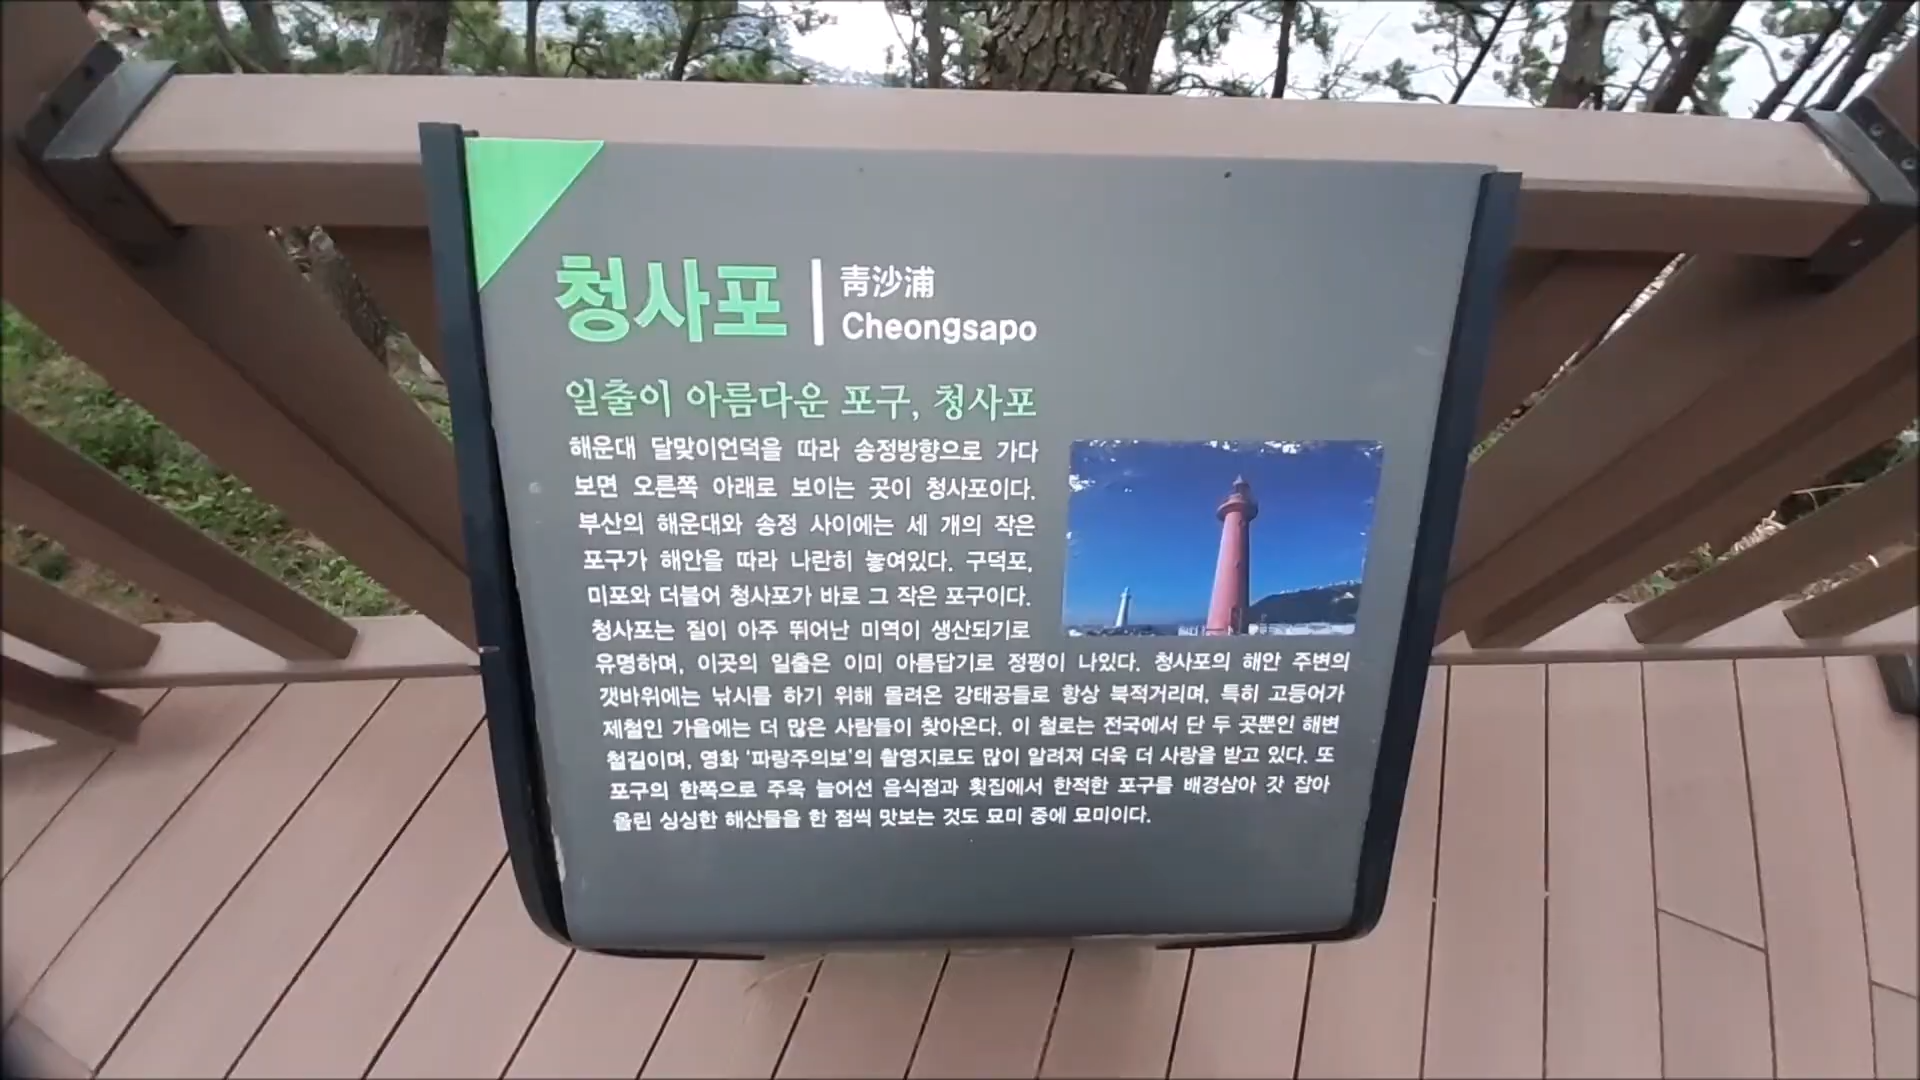 청사포
靑沙浦
Cheongsapo
일출이 아름다운 포구, 청사포
해운대 달맞이언덕을 따라 송정방향으로 가다
보면 오른쪽 아래로 보이는 곳이 청사포이다.
부산의 해운대와 송정 사이에는 세 개의 작은
포구가 해안을 따라 나란히 놓여있다. 구덕포,
미포와 더불어 청사포가 바로 그 작은 포구이다.
청사포는 질이 아주 뛰어난 미역이 생산되기로
유명하며, 이곳의 일출은 이미 아름답기로 정평이 나있다. 청사포의 해안 주변의
갯바위에는 낚시를 하기 위해 몰려온 강태공들로 항상 북적거리며, 특히 고등어가
제철인 가을에는 더 많은 사람들이 찾아온다. 이 철로는 전국에서 단 두 곳뿐인 해변
철길이며, 영화 '파랑주의보'의 촬영지로도 많이 알려져 더욱 더 사랑을 받고 있다. 또
포구의 한쪽으로 주욱 늘어선 음식점과 횟집에서 한적한 포구를 배경삼아 갓 잡아
올린 싱싱한 해산물을 한 점씩 맛보는 것도 묘미 중에 묘미이다.